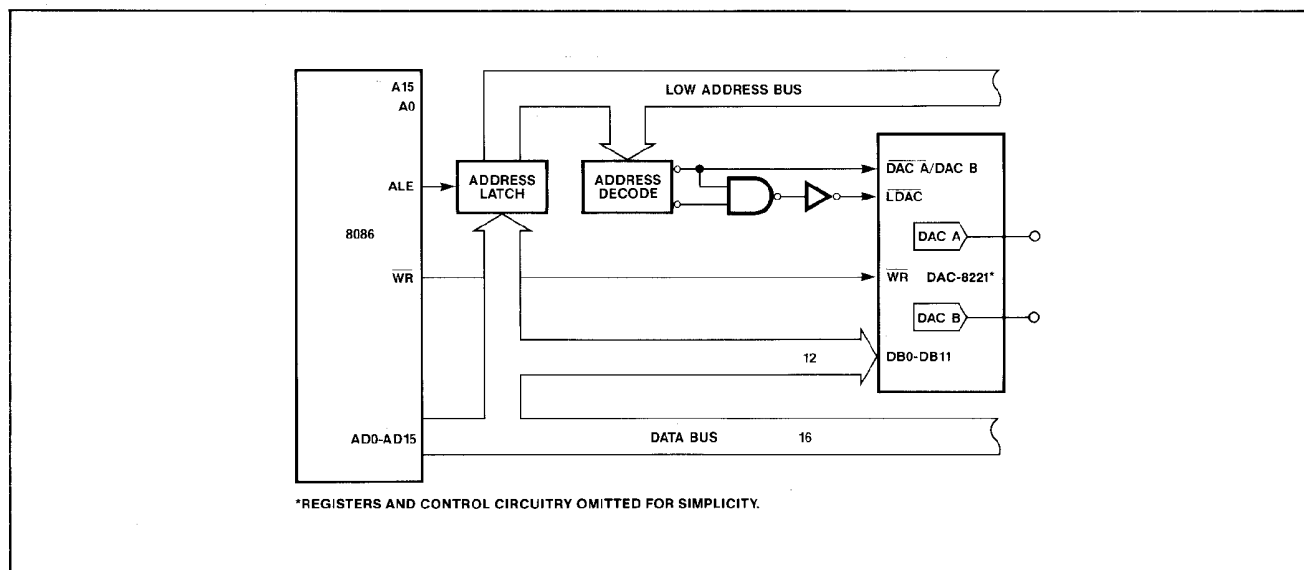 A15
A0
LOW ADDRESS BUS
ALE
ADDRESS
LATCH
ADDRESS
DECODE
DAC A/DAC B
LDAC
DAC A
8086
WR
WR
DAC-8221*
DAC B
12
DB0-DB11
AD0-AD15
DATA BUS
16
*REGISTERS AND CONTROL CIRCUITRY OMITTED FOR SIMPLICITY.